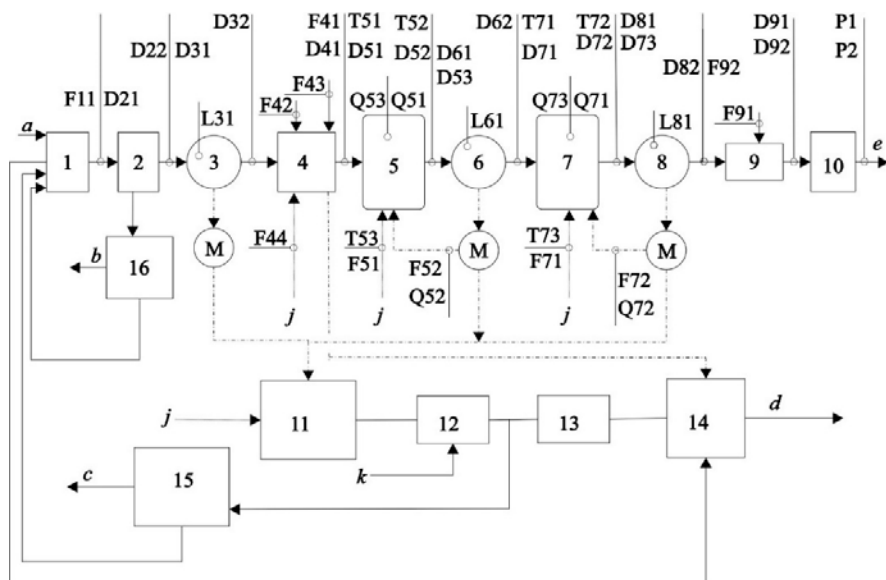 F41 T51 T52 D62 T71 T72 D81 D91 P1
D22 D31 D32 D41 D51 D52 D61 D71 D72 D73 D92 P2
F43 D53 D82 F92
F11 D21 F42 Q53 Q51 Q73 Q71
a L31 L61 L81 F91
e
1 2 3 4 5 6 7 8 9 10
b 16 M F44 T53 M T73 M
F51 F52 F71 F72
Q52 Q72
j j j
d
j 11 12 13 14
k
c 15